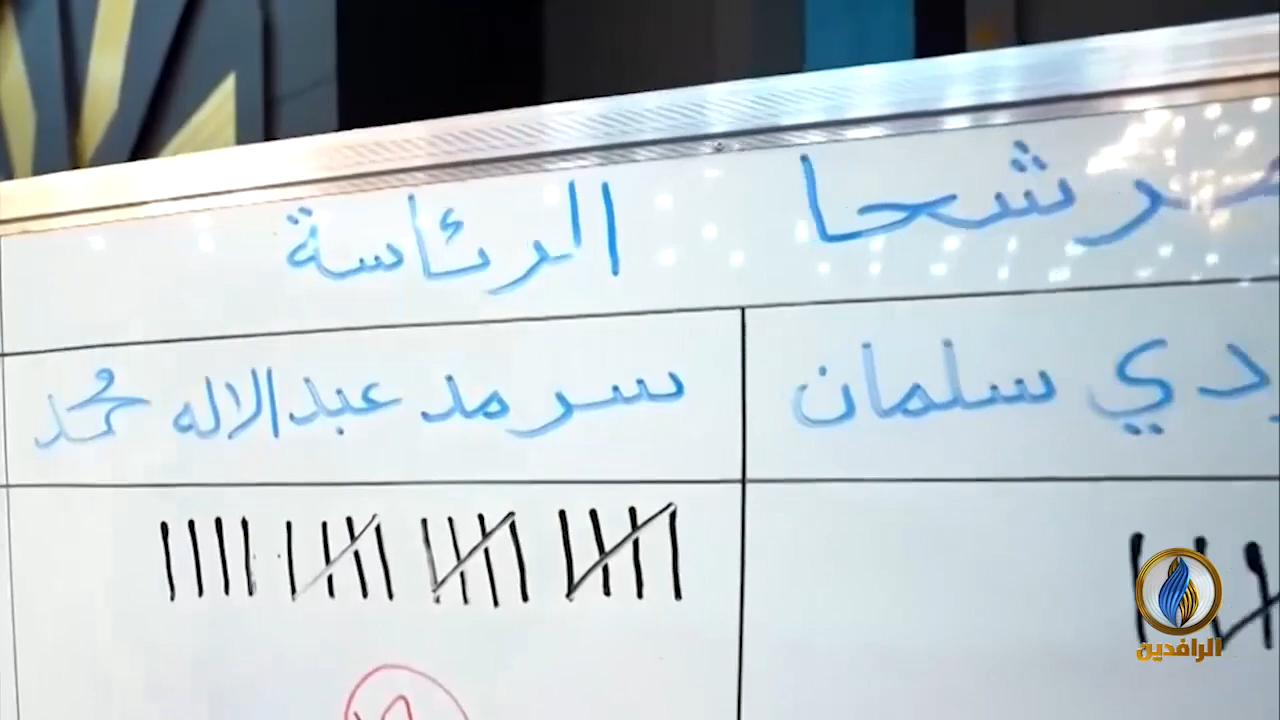 مرشحا الرئاسة
دي سلمان
سرمد عبدالاله محمد
الرافدين